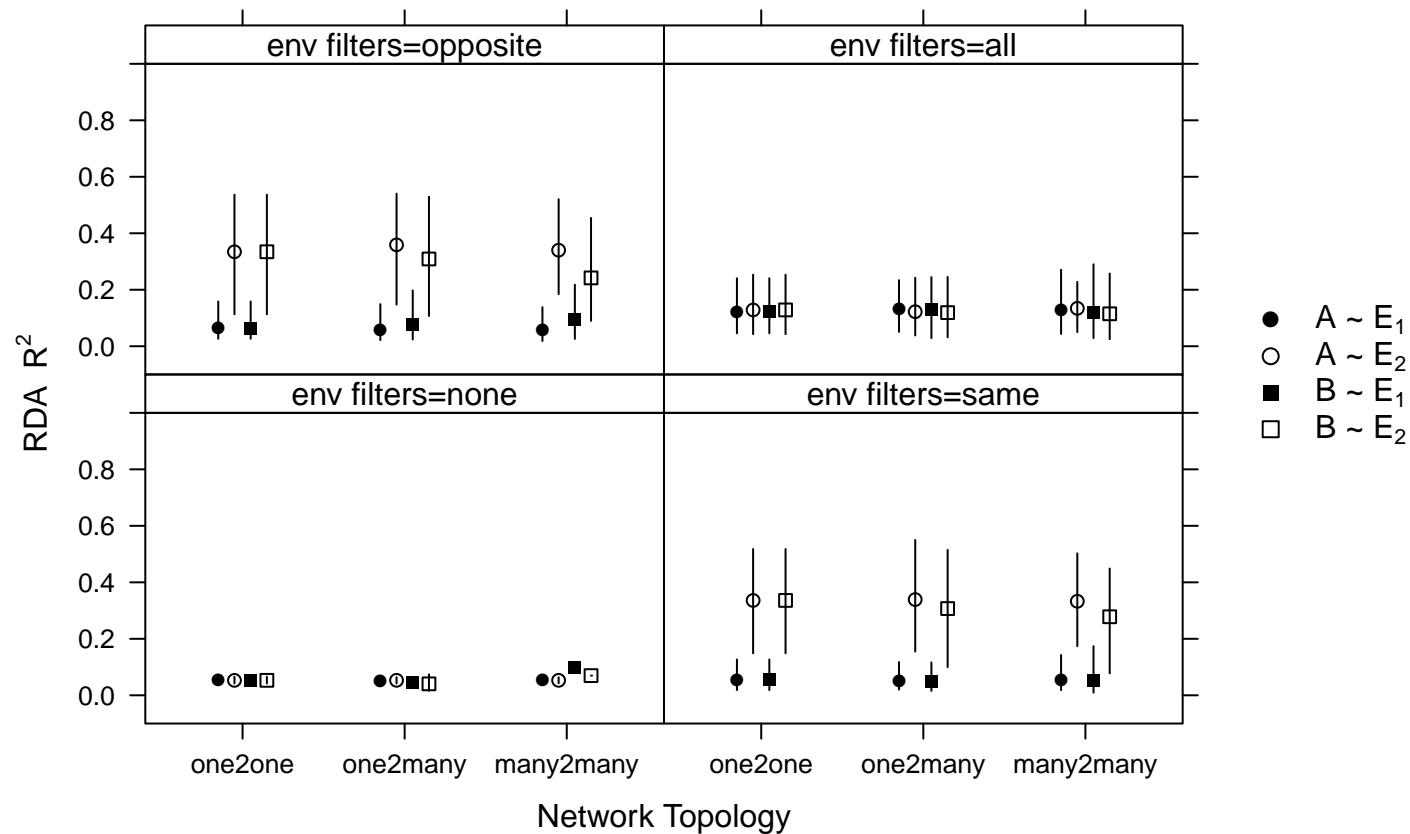 env filters=opposite
env filters=all
0.8
0.6
0.4
0.2
0.0
env filters=none
env filters=same
0.8
0.6
0.4
0.2
0.0
RDA R²
one2one one2many many2many
one2one one2many many2many
Network Topology
A ~ E₁
A ~ E₂
B ~ E₁
B ~ E₂